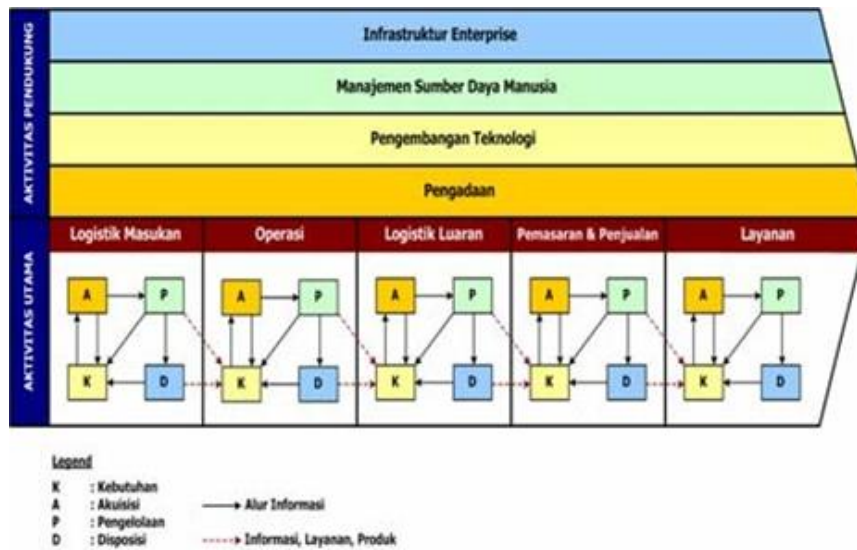 AKTIVITAS PENDUKUNG
Infrastruktur Enterprise
Manajemen Sumber Daya Manusia
Pengembangan Teknologi
Pengadaan
AKTIVITAS UTAMA
Logistik Masukan Operasi Logistik Luaran Pemasaran & Penjualan Layanan
A P A P A P A P A P
K D K D K D K D K D
Legend
K : Kebutuhan
A : Akuisisi → Alur Informasi
P : Pengelolaan
D : Disposisi → Informasi, Layanan, Produk